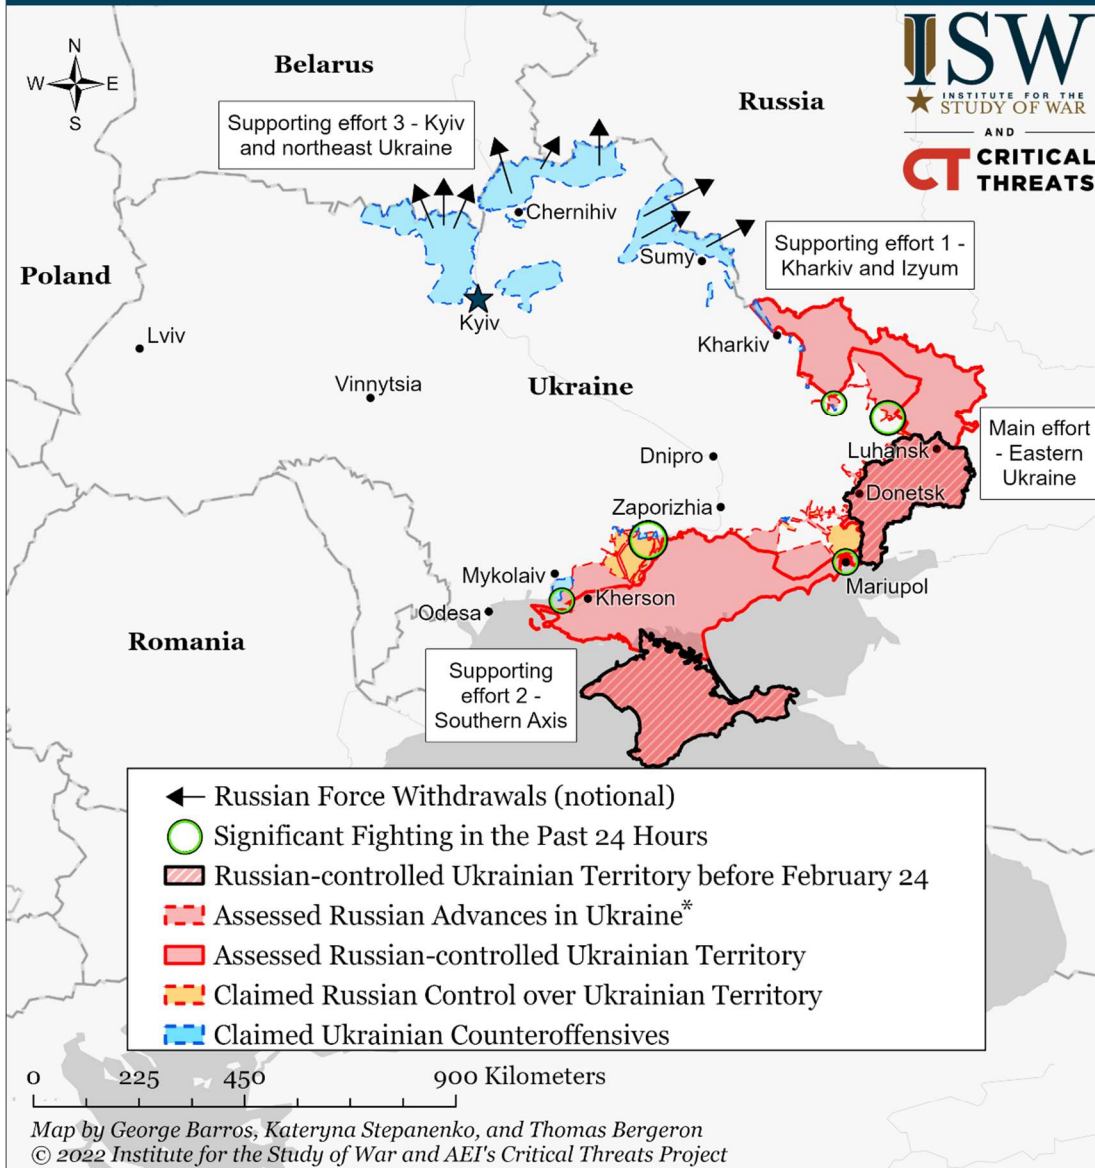 N
W
E
S
Belarus
Russia
ISW
INSTITUTE FOR THE
STUDY OF WAR
AND
CT CRITICAL
THREATS
Supporting effort 3 - Kyiv
and northeast Ukraine
Chernihiv
Supporting effort 1 -
Kharkiv and Izyum
Sumy
Poland
Kyiv
Lviv
Kharkiv
Vinnytsia
Ukraine
Main effort
- Eastern
Ukraine
Luhansk
Dnipro
Donetsk
Zaporizhia
Mykolaiv
Mariupol
Kherson
Odesa
Romania
Supporting
effort 2 -
Southern Axis
Russian Force Withdrawals (notional)
Significant Fighting in the Past 24 Hours
Russian-controlled Ukrainian Territory before February 24
Assessed Russian Advances in Ukraine*
Assessed Russian-controlled Ukrainian Territory
Claimed Russian Control over Ukrainian Territory
Claimed Ukrainian Counteroffensives
0 225 450 900 Kilometers
Map by George Barros, Kateryna Stepanenko, and Thomas Bergeron
© 2022 Institute for the Study of War and AEI's Critical Threats Project